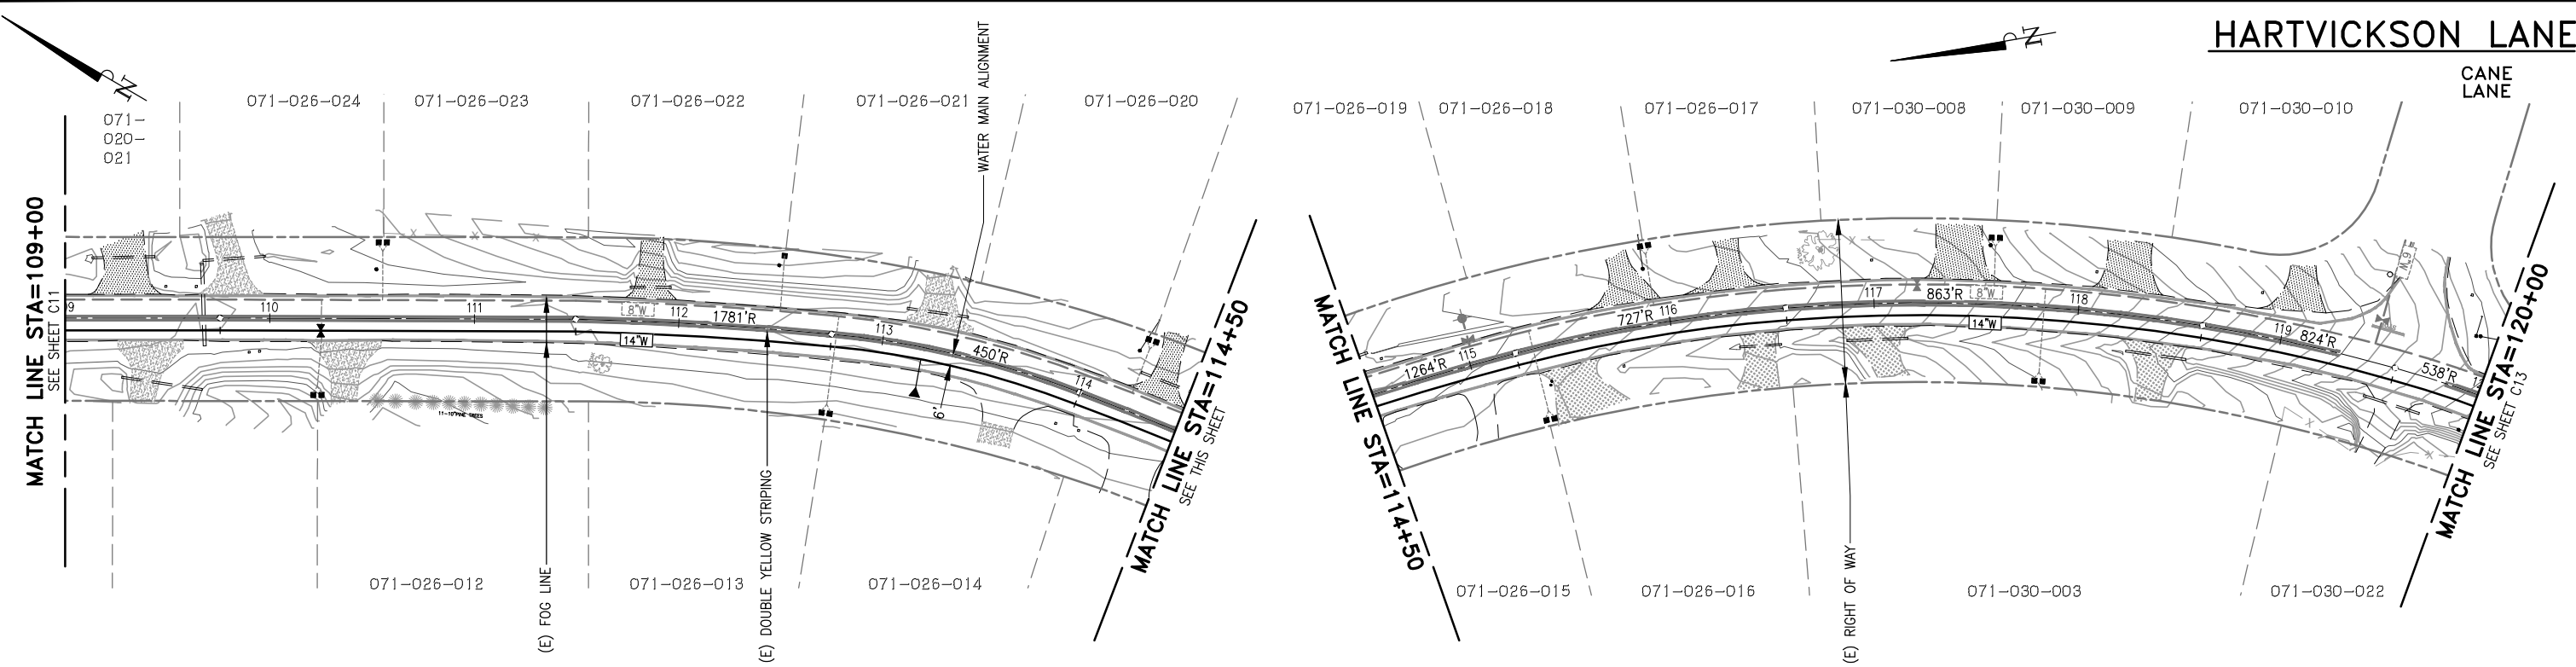 HARTVICKSON LANE
CANE
LANE
N
N
071-
020-
021
071-026-024
071-026-023
071-026-022
071-026-021
071-026-020
WATER MAIN ALIGNMENT
071-026-019
071-026-018
071-026-017
071-030-008
071-030-009
071-030-010
MATCH LINE STA=109+00
SEE SHEET C11
110
111
112
113
114
8"W
14"W
1781'R
450'R
6'
(E) FOG LINE
(E) DOUBLE YELLOW STRIPING
071-026-012
071-026-013
071-026-014
MATCH LINE STA=114+50
SEE THIS SHEET
MATCH LINE STA=114+50
1264'R
115
727'R
116
117
863'R
8"W
118
14"W
119
824'R
538'R
6"W
(E) RIGHT OF WAY
071-026-015
071-026-016
071-030-003
071-030-022
MATCH LINE STA=120+00
SEE SHEET C13